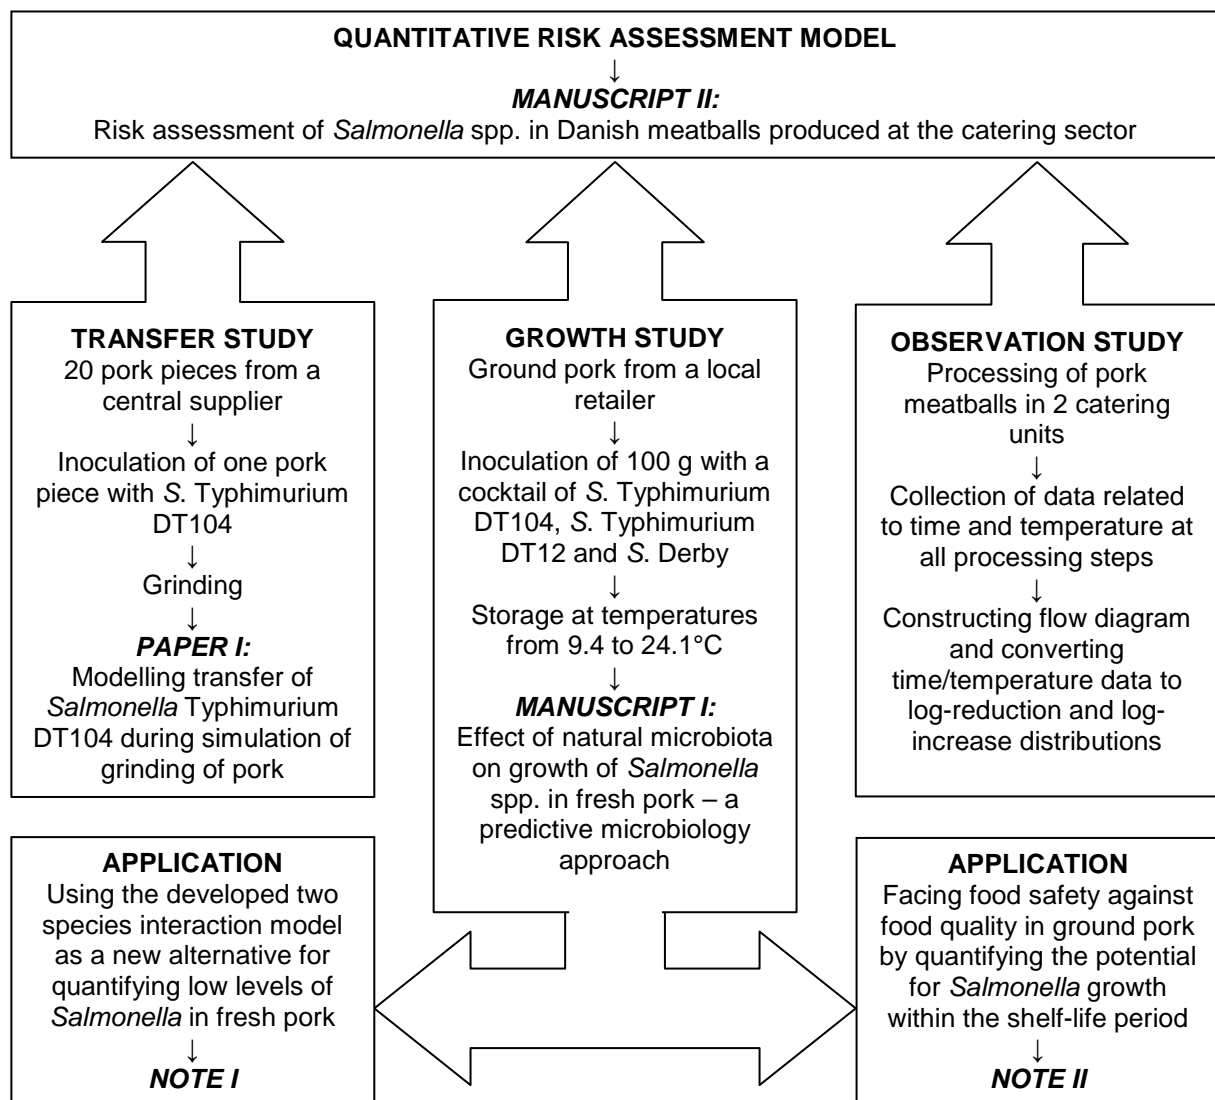 QUANTITATIVE RISK ASSESSMENT MODEL
↓
MANUSCRIPT II:
Risk assessment of Salmonella spp. in Danish meatballs produced at the catering sector
TRANSFER STUDY
20 pork pieces from a
central supplier
↓
Inoculation of one pork
piece with S. Typhimurium
DT104
↓
Grinding
↓
PAPER I:
Modelling transfer of
Salmonella Typhimurium
DT104 during simulation of
grinding of pork
GROWTH STUDY
Ground pork from a local
retailer
↓
Inoculation of 100 g with a
cocktail of S. Typhimurium
DT104, S. Typhimurium
DT12 and S. Derby
↓
Storage at temperatures
from 9.4 to 24.1°C
↓
MANUSCRIPT I:
Effect of natural microbiota
on growth of Salmonella
spp. in fresh pork – a
predictive microbiology
approach
OBSERVATION STUDY
Processing of pork
meatballs in 2 catering
units
↓
Collection of data related
to time and temperature at
all processing steps
↓
Constructing flow diagram
and converting
time/temperature data to
log-reduction and log-
increase distributions
APPLICATION
Using the developed two
species interaction model
as a new alternative for
quantifying low levels of
Salmonella in fresh pork
↓
NOTE I
APPLICATION
Facing food safety against
food quality in ground pork
by quantifying the potential
for Salmonella growth
within the shelf-life period
↓
NOTE II